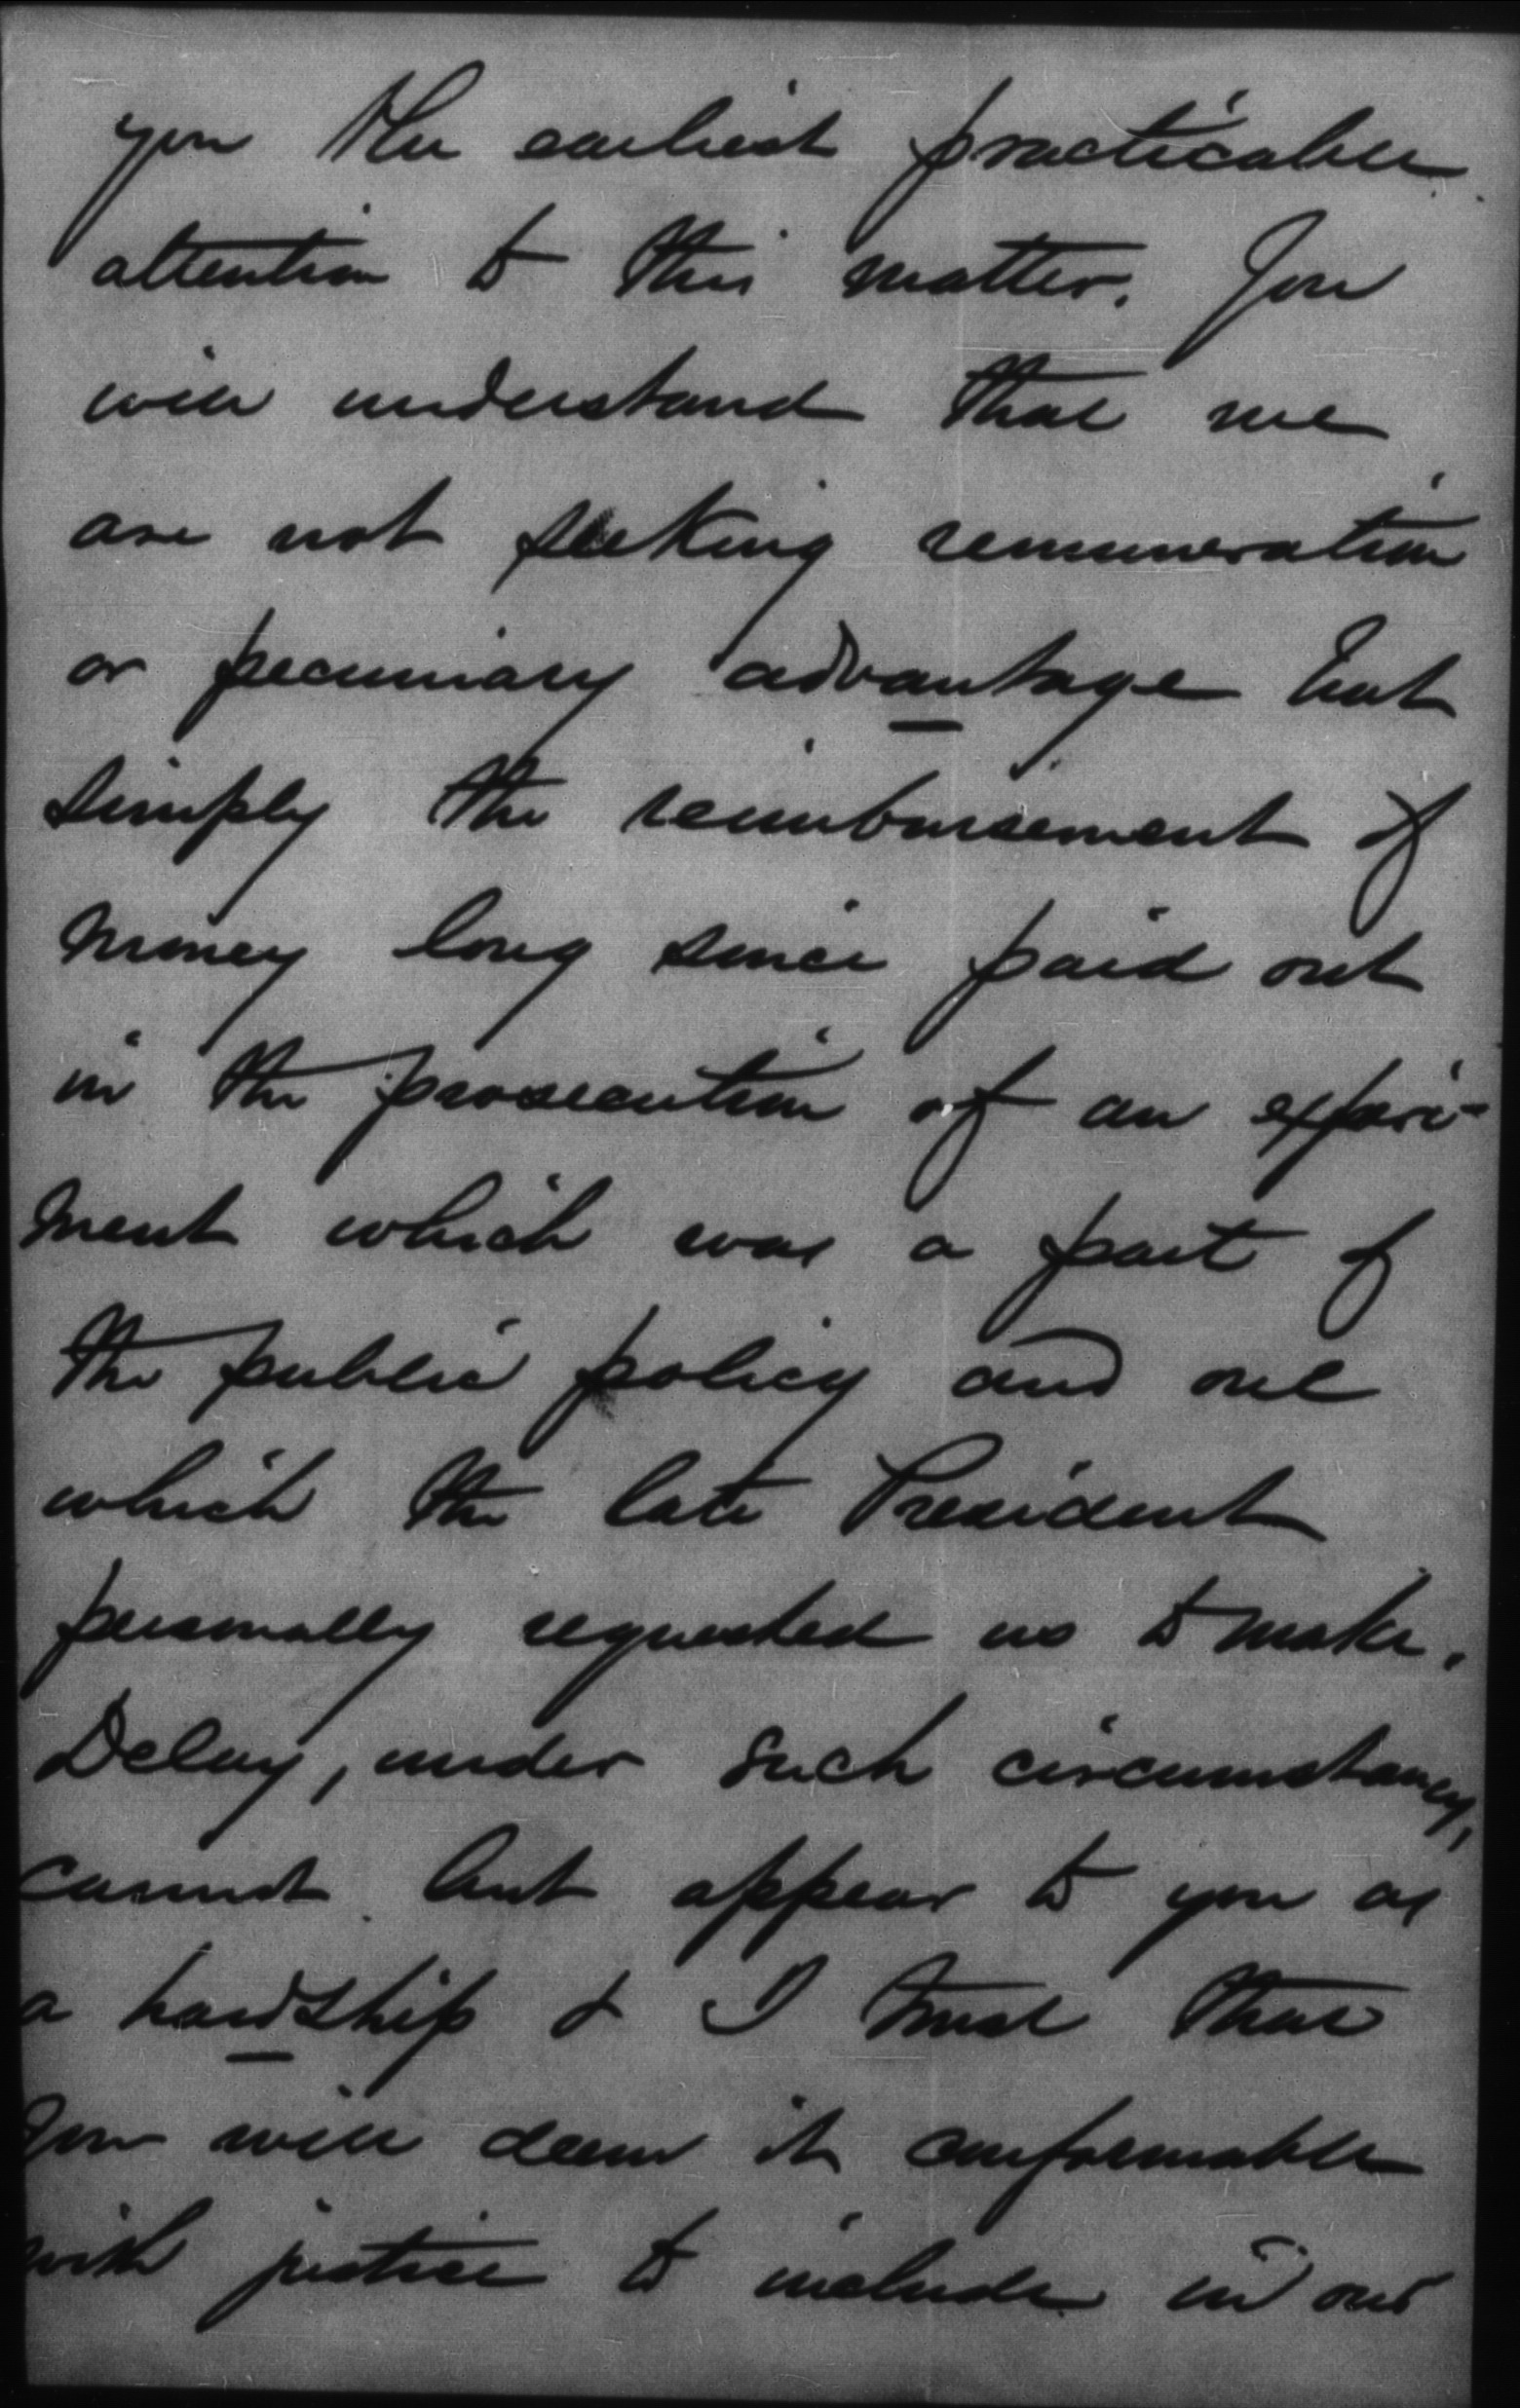 you the earliest practicable
attention to this matter. You
will understand that we
are not seeking remuneration
or pecuniary advantage but
simply the reimbursement of
money long since paid out
in the prosecution of an experi-
ment which was a part of
the public policy and one
which the late President
personally requested us to make.
Delay, under such circumstances,
cannot but appear to you as
a hardship & I trust that
you will deem it conformable
with justice to include in our